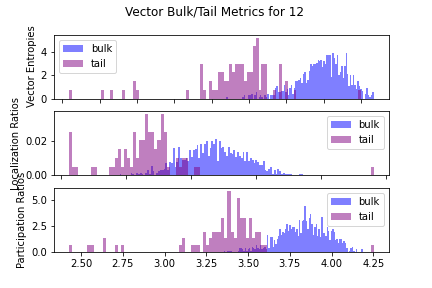 Vector Bulk/Tail Metrics for 12
Vector Entropies
4
2
0
bulk
tail
Localization Ratios
0.02
0.00
bulk
tail
Participation Ratios
5.0
2.5
0.0
bulk
tail
2.50 2.75 3.00 3.25 3.50 3.75 4.00 4.25